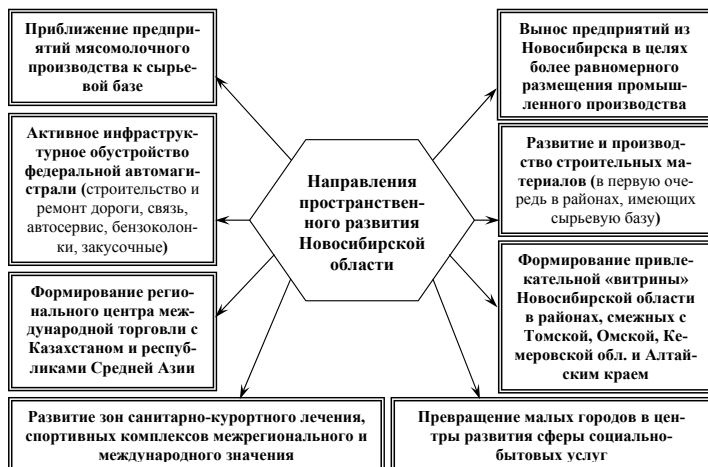 Приближение предпри-
ятий мясомолочного
производства к сырье-
вой базе
Вынос предприятий из
Новосибирска в целях
более равномерного
размещения промыш-
ленного производства
Активное инфраструк-
турное обустройство
федеральной автомаги-
страли (строительство и
ремонт дороги, связь,
автосервис, бензоколон-
ки, закусочные)
Направления
пространствен-
ного развития
Новосибирской
области
Развитие и производ-
ство строительных ма-
териалов (в первую оче-
редь в районах, имеющих
сырьевую базу)
Формирование регио-
нального центра меж-
дународной торговли с
Казахстаном и респуб-
ликами Средней Азии
Формирование привле-
кательной «витрины»
Новосибирской области
в районах, смежных с
Томской, Омской, Ке-
меровской обл. и Алтай-
ским краем
Развитие зон санитарно-курортного лечения,
спортивных комплексов межрегионального и
международного значения
Превращение малых городов в цен-
тры развития сферы социально-
бытовых услуг